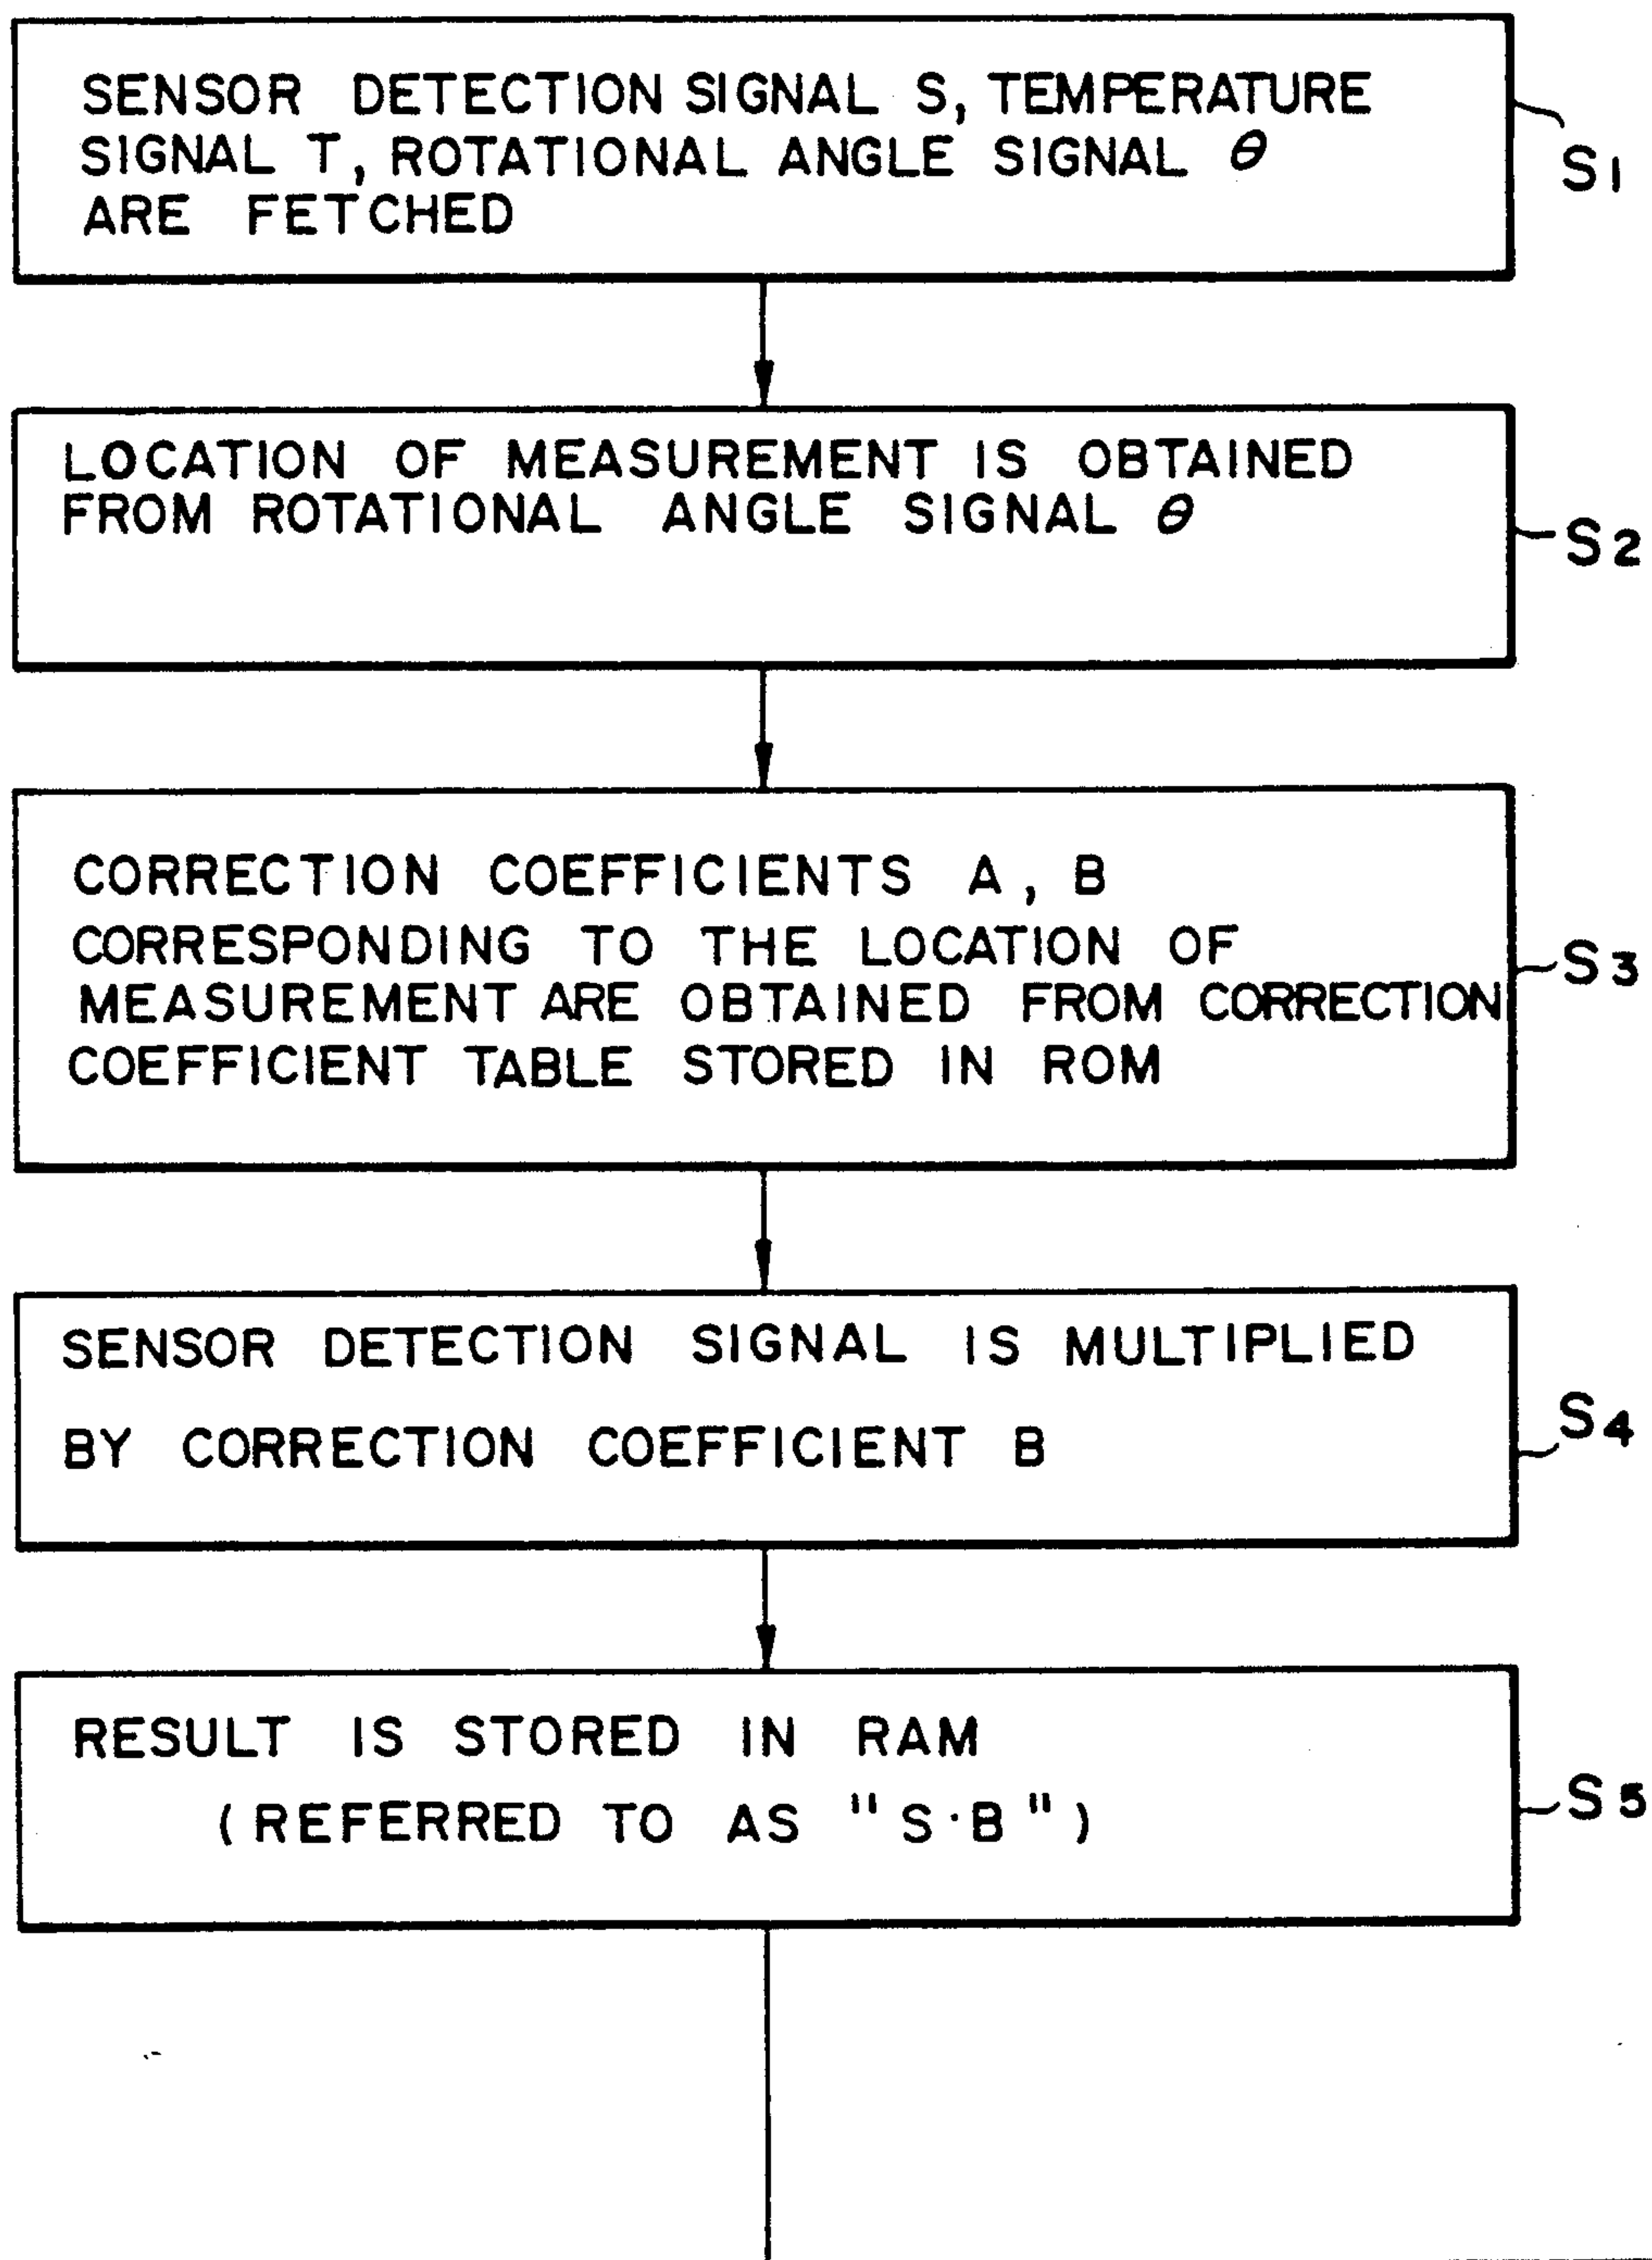 SENSOR DETECTION SIGNAL S, TEMPERATURE
SIGNAL T, ROTATIONAL ANGLE SIGNAL θ
ARE FETCHED
S1
LOCATION OF MEASUREMENT IS OBTAINED
FROM ROTATIONAL ANGLE SIGNAL θ
S2
CORRECTION COEFFICIENTS A, B
CORRESPONDING TO THE LOCATION OF
MEASUREMENT ARE OBTAINED FROM CORRECTION
COEFFICIENT TABLE STORED IN ROM
S3
SENSOR DETECTION SIGNAL IS MULTIPLIED
BY CORRECTION COEFFICIENT B
S4
RESULT IS STORED IN RAM
(REFERRED TO AS "S·B")
S5